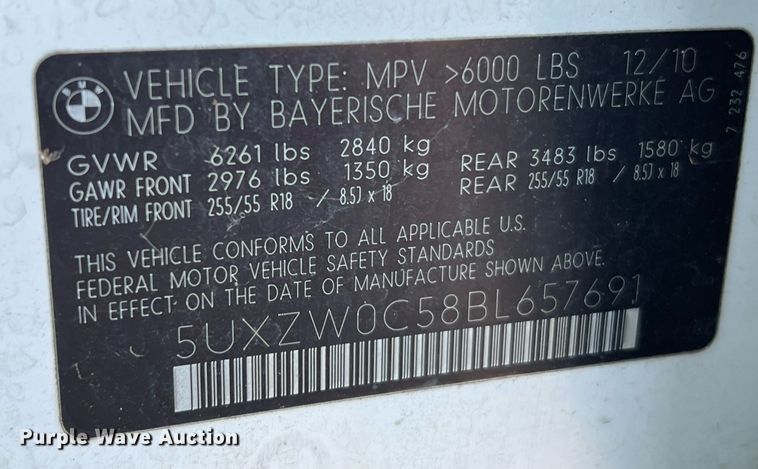 BMW
VEHICLE TYPE: MPV >6000 LBS 12/10
MFD BY BAYERISCHE MOTORENWERKE AG
7 232 476
GVWR 6261 lbs 2840 kg
GAWR FRONT 2976 lbs 1350 kg REAR 3483 lbs 1580 kg
TIRE/RIM FRONT 255/55 R18 / 8.5J x 18 REAR 255/55 R18 / 8.5J x 18
THIS VEHICLE CONFORMS TO ALL APPLICABLE U.S.
FEDERAL MOTOR VEHICLE SAFETY STANDARDS
IN EFFECT ON THE DATE OF MANUFACTURE SHOWN ABOVE.
5UXZW0C58BL657691
Purple Wave Auction